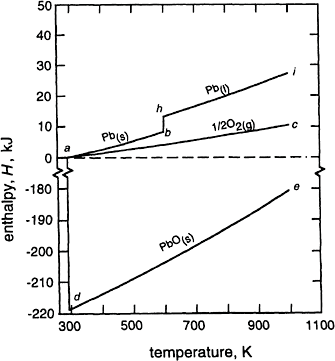 50
40
30
20
10
0
-180
-190
-200
-210
-220
enthalpy, H, kJ
a
Pb(s)
b
h
Pb(l)
i
1/2O2(g)
c
d
PbO(s)
e
300
500
700
900
1100
temperature, K